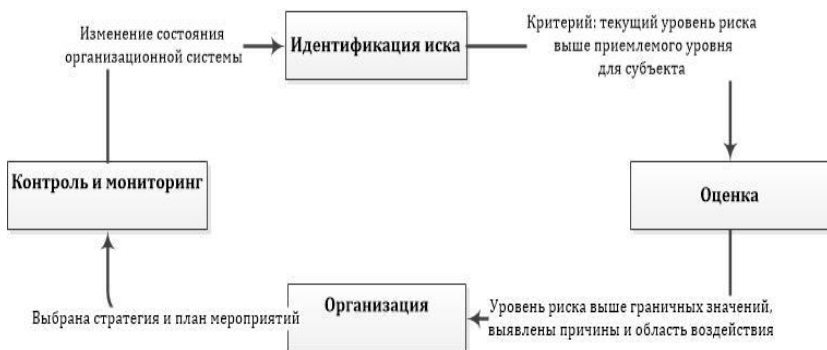 Изменение состояния
организационной системы
Идентификация иска
Критерий: текущий уровень риска
выше приемлемого уровня
для субъекта
Контроль и мониторинг
Оценка
Выбрана стратегия и план мероприятий
Организация
Уровень риска выше граничных значений,
выявлены причины и область воздействия